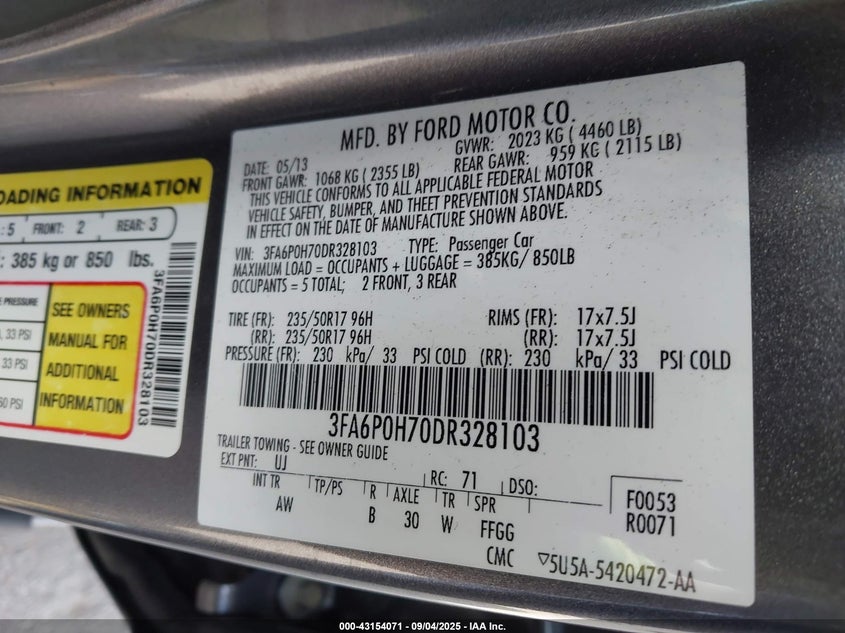 LOADING INFORMATION
: 5 FRONT: 2 REAR: 3
: 385 kg or 850 lbs.
PRESSURE
, 33 PSI
33 PSI
60 PSI
SEE OWNERS
MANUAL FOR
ADDITIONAL
INFORMATION
3FA6P0H70DR328103
MFD. BY FORD MOTOR CO.
DATE: 05/13 GVWR: 2023 KG ( 4460 LB)
FRONT GAWR: 1068 KG ( 2355 LB) REAR GAWR: 959 KG ( 2115 LB)
THIS VEHICLE CONFORMS TO ALL APPLICABLE FEDERAL MOTOR
VEHICLE SAFETY, BUMPER, AND THEFT PREVENTION STANDARDS
IN EFFECT ON THE DATE OF MANUFACTURE SHOWN ABOVE.
VIN: 3FA6P0H70DR328103 TYPE: Passenger Car
MAXIMUM LOAD = OCCUPANTS + LUGGAGE = 385KG/ 850LB
OCCUPANTS = 5 TOTAL; 2 FRONT, 3 REAR
TIRE (FR): 235/50R17 96H RIMS (FR): 17x7.5J
(RR): 235/50R17 96H (RR): 17x7.5J
PRESSURE (FR): 230 kPa/ 33 PSI COLD (RR): 230 kPa/ 33 PSI COLD
3FA6P0H70DR328103
TRAILER TOWING - SEE OWNER GUIDE
EXT PNT: UJ RC: 71 DSO:
INT TR TP/PS R AXLE TR SPR F0053
AW B 30 W FFGG R0071
CMC ▽5U5A-5420472-AA
000-43154071 - 09/04/2025 - IAA Inc.